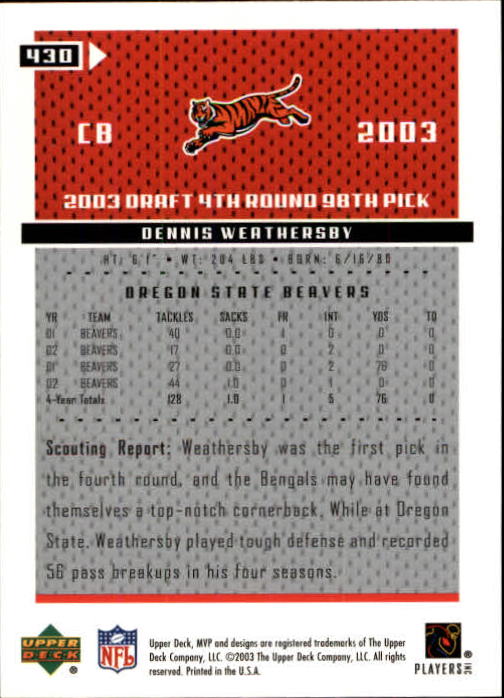 430
CB 2003
2003 DRAFT 4TH ROUND 98TH PICK
DENNIS WEATHERSBY
HT: 6'1" • WT: 204 LBS • BORN: 6/16/80
OREGON STATE BEAVERS
YR TEAM TACKLES SACKS FR INT YDS TD
01 BEAVERS 40 0.0 1 0 0 0
02 BEAVERS 17 0.0 0 2 0 0
01 BEAVERS 27 0.0 0 2 76 0
02 BEAVERS 44 1.0 0 1 0 0
4-Year Totals 128 1.0 1 5 76 0
Scouting Report: Weathersby was the first pick in
the fourth round, and the Bengals may have found
themselves a top-notch cornerback. While at Oregon
State, Weathersby played tough defense and recorded
56 pass breakups in his four seasons.
UPPER DECK ®
NFL
Upper Deck, MVP and designs are registered trademarks of The Upper
Deck Company, LLC. ©2003 The Upper Deck Company, LLC. All rights
reserved. Printed in the U.S.A.
PLAYERS INC ®